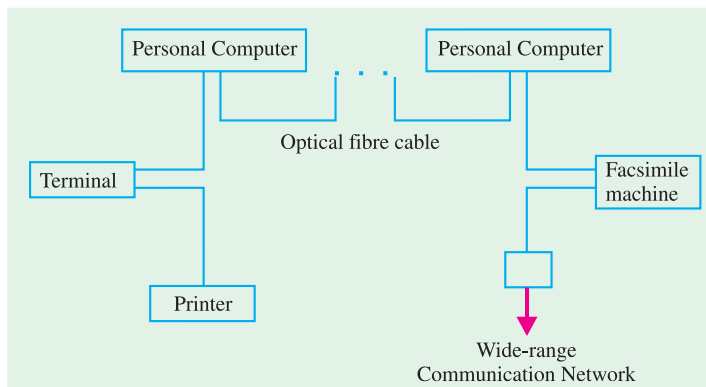 Personal Computer
Personal Computer
Optical fibre cable
Terminal
Facsimile
machine
Printer
Wide-range
Communication Network